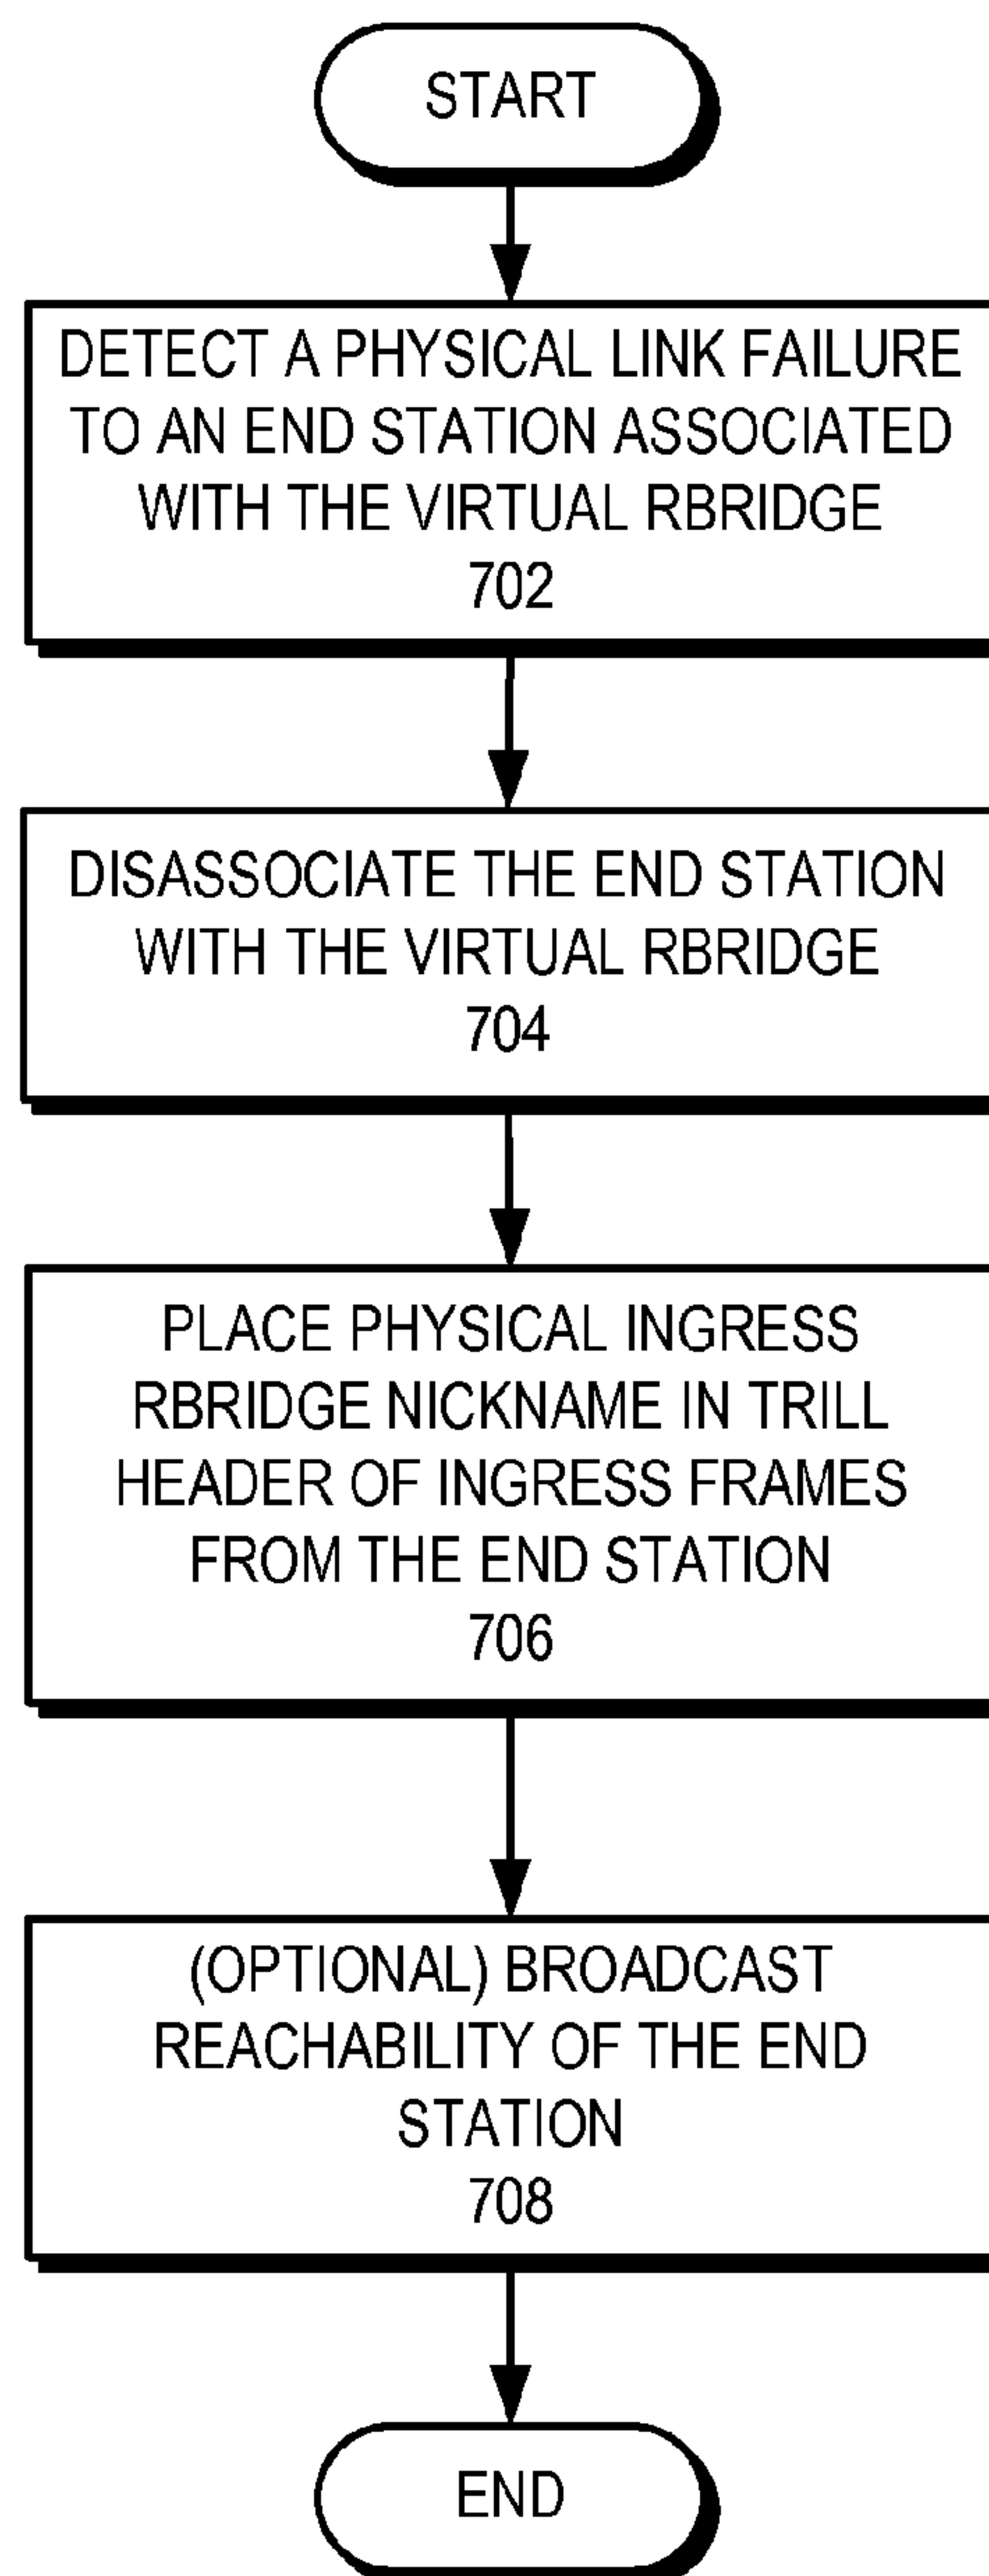 START
DETECT A PHYSICAL LINK FAILURE
TO AN END STATION ASSOCIATED
WITH THE VIRTUAL RBRIDGE
702
DISASSOCIATE THE END STATION
WITH THE VIRTUAL RBRIDGE
704
PLACE PHYSICAL INGRESS
RBRIDGE NICKNAME IN TRILL
HEADER OF INGRESS FRAMES
FROM THE END STATION
706
(OPTIONAL) BROADCAST
REACHABILITY OF THE END
STATION
708
END